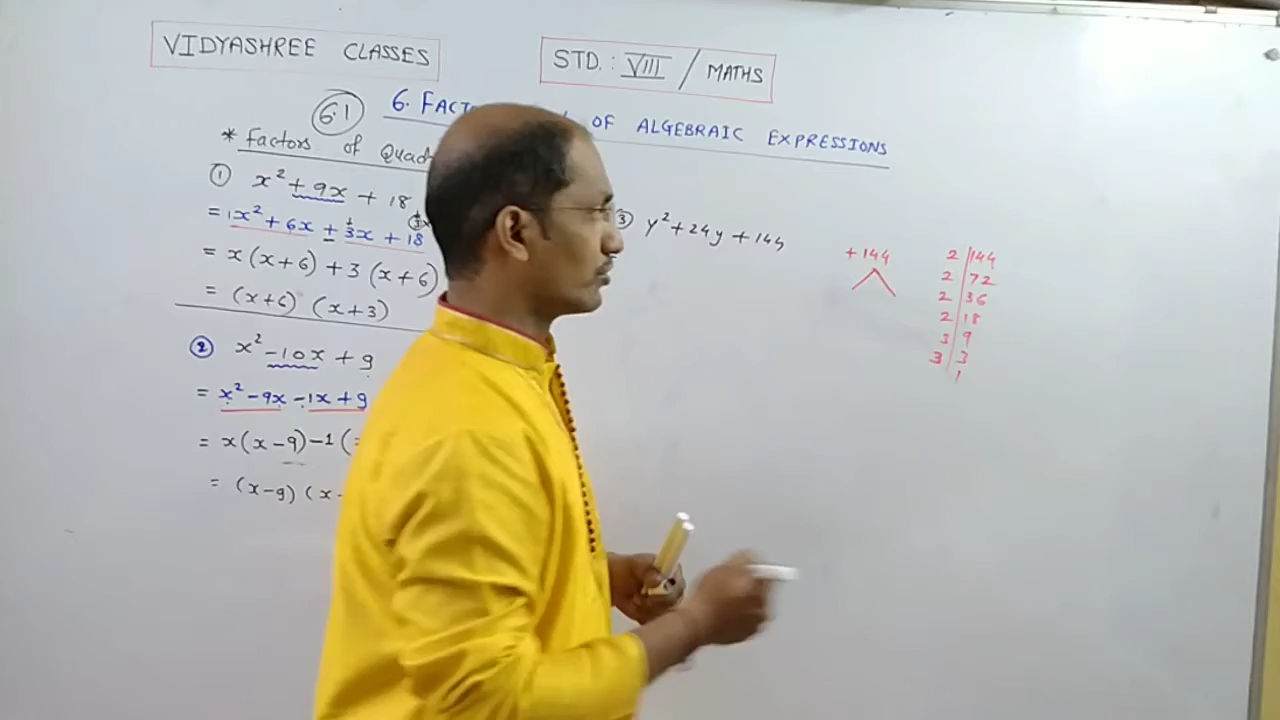 VIDYASHREE CLASSES
STD. : VIII / MATHS
6.1
6. FACT OF ALGEBRAIC EXPRESSIONS
* Factors of Quad
① x² + 9x + 18
= 1x² + 6x + 3x + 18
= x(x+6) + 3(x+6)
= (x+6) (x+3)
② x² - 10x + 9
= x² - 9x - 1x + 9
= x(x-9) - 1(
= (x-9) (x-
③ y² + 24y + 144
+ 144
2 | 144
2 | 72
2 | 36
2 | 18
3 | 9
3 | 3
1